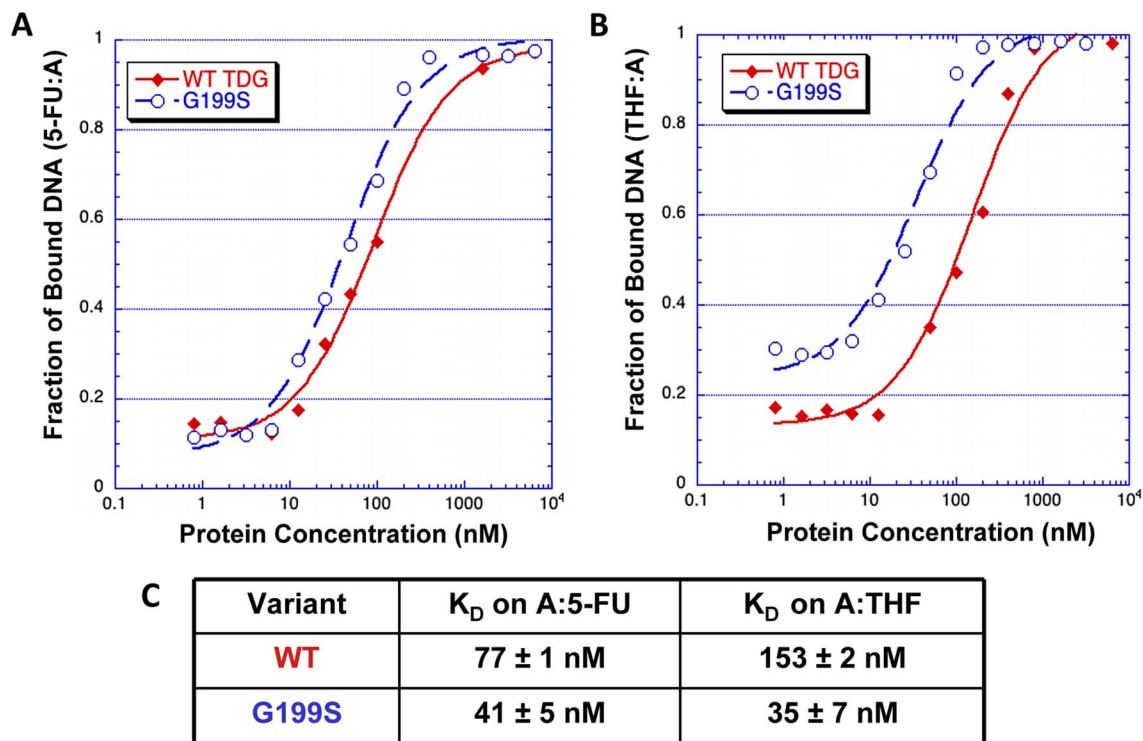 A
Fraction of Bound DNA (5-FU:A)
1
0.8
0.6
0.4
0.2
0
WT TDG
G199S
0.1 1 10 100 1000 10⁴
Protein Concentration (nM)
B
Fraction of Bound DNA (THF:A)
1
0.8
0.6
0.4
0.2
0
WT TDG
G199S
0.1 1 10 100 1000 10⁴
Protein Concentration (nM)
C
Variant K_D on A:5-FU K_D on A:THF
WT 77 ± 1 nM 153 ± 2 nM
G199S 41 ± 5 nM 35 ± 7 nM